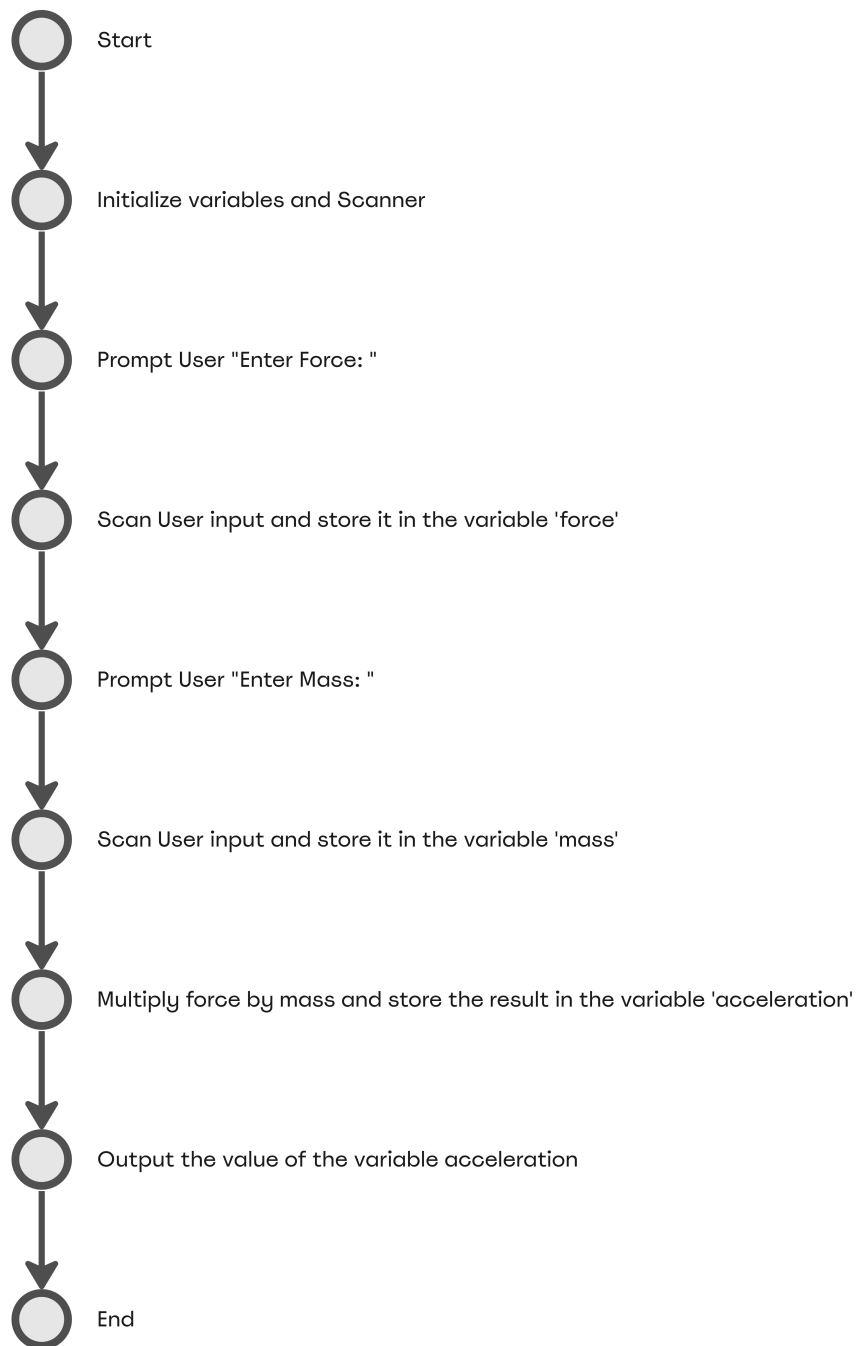 Start
Initialize variables and Scanner
Prompt User "Enter Force: "
Scan User input and store it in the variable 'force'
Prompt User "Enter Mass: "
Scan User input and store it in the variable 'mass'
Multiply force by mass and store the result in the variable 'acceleration'
Output the value of the variable acceleration
End